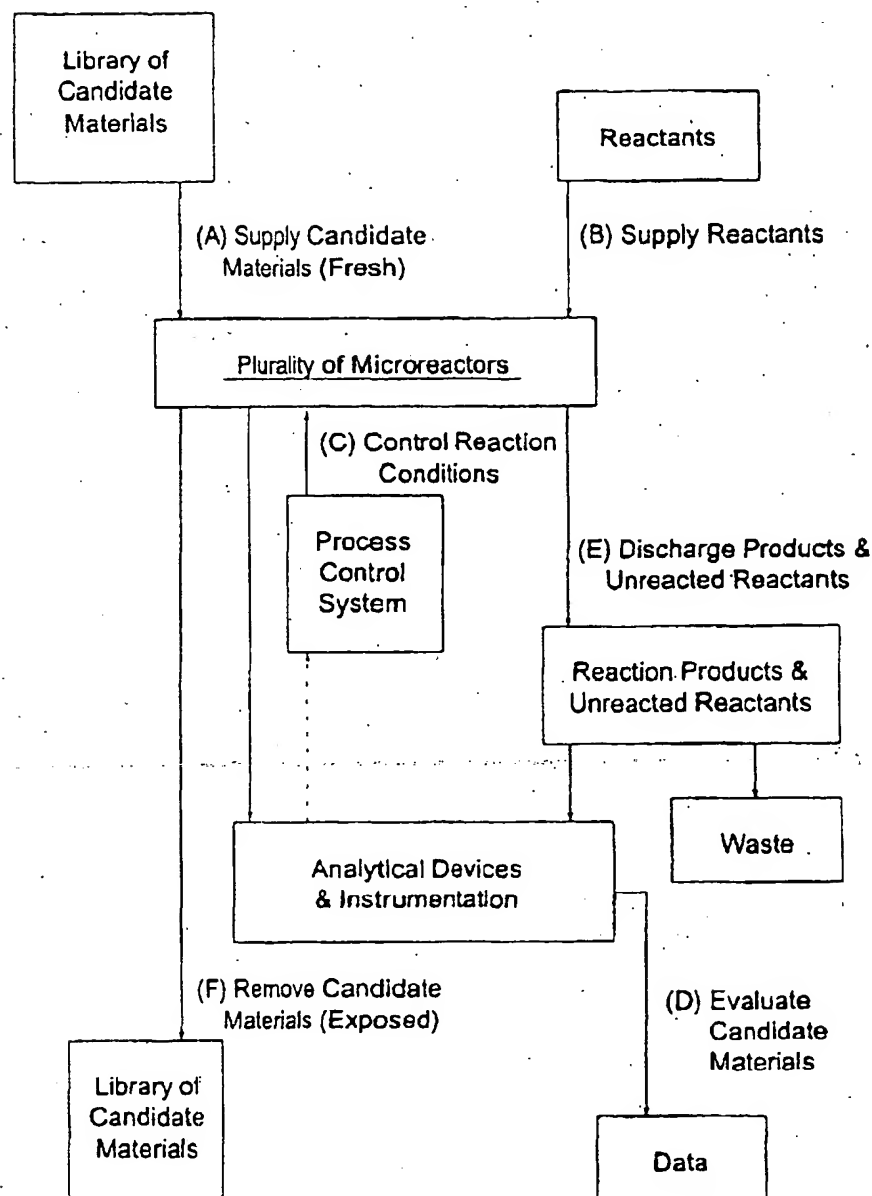 Library of
Candidate
Materials
Reactants
(A) Supply Candidate
Materials (Fresh)
(B) Supply Reactants
Plurality of Microreactors
(C) Control Reaction
Conditions
Process
Control
System
(E) Discharge Products &
Unreacted Reactants
Reaction Products &
Unreacted Reactants
Waste
Analytical Devices
& Instrumentation
(F) Remove Candidate
Materials (Exposed)
(D) Evaluate
Candidate
Materials
Library of
Candidate
Materials
Data